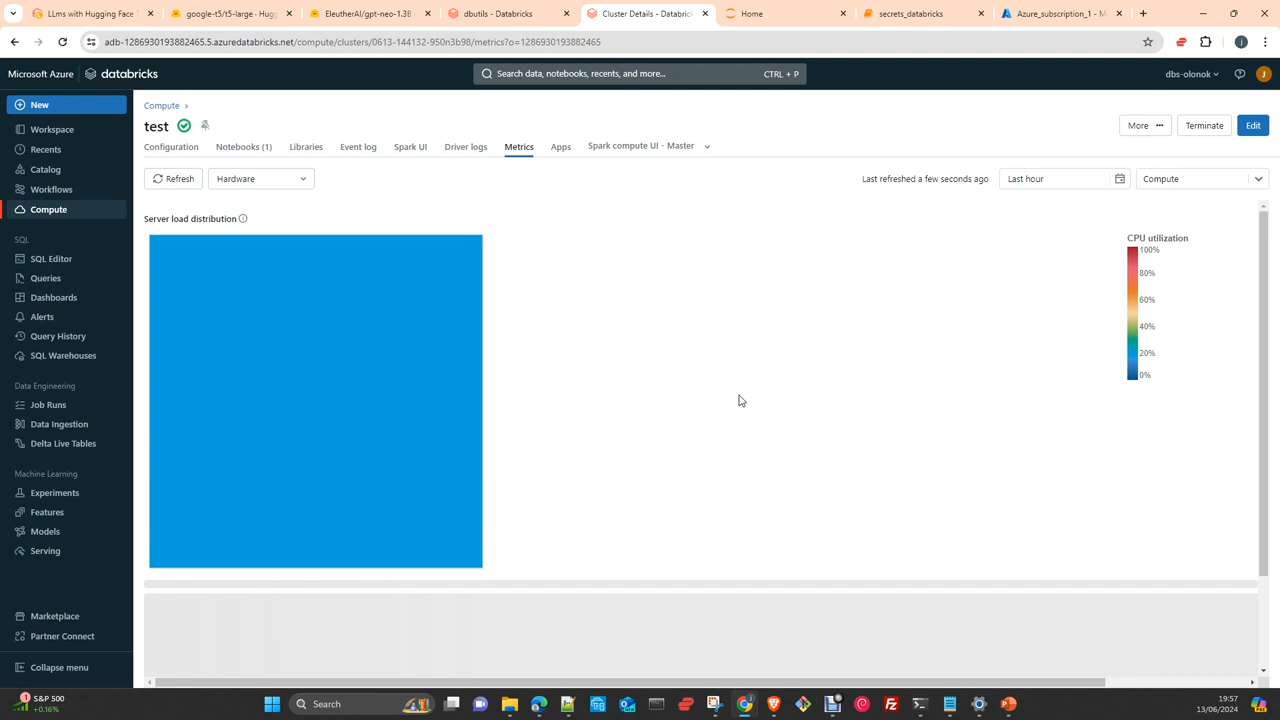 LLms with Hugging Face T
google-t5/t5-large · Hugg
EleutherAI/gpt-neo-1.3B
dbutils - Databricks
Cluster Details - Databric
Home
secrets_databricks
Azure_subscription_1 - M
adb-1286930193882465.5.azuredatabricks.net/compute/clusters/0613-144132-950n3b98/metrics?o=1286930193882465
Microsoft Azure
databricks
Search data, notebooks, recents, and more...
CTRL + P
dbs-olonok
J
New
Workspace
Recents
Catalog
Workflows
Compute
SQL
SQL Editor
Queries
Dashboards
Alerts
Query History
SQL Warehouses
Data Engineering
Job Runs
Data Ingestion
Delta Live Tables
Machine Learning
Experiments
Features
Models
Serving
Marketplace
Partner Connect
Collapse menu
Compute ›
test
More
Terminate
Edit
Configuration
Notebooks (1)
Libraries
Event log
Spark UI
Driver logs
Metrics
Apps
Spark compute UI - Master
Refresh
Hardware
Last refreshed a few seconds ago
Last hour
Compute
Server load distribution
CPU utilization
100%
80%
60%
40%
20%
0%
1
S&P 500
+0.16%
Search
19:57
13/06/2024